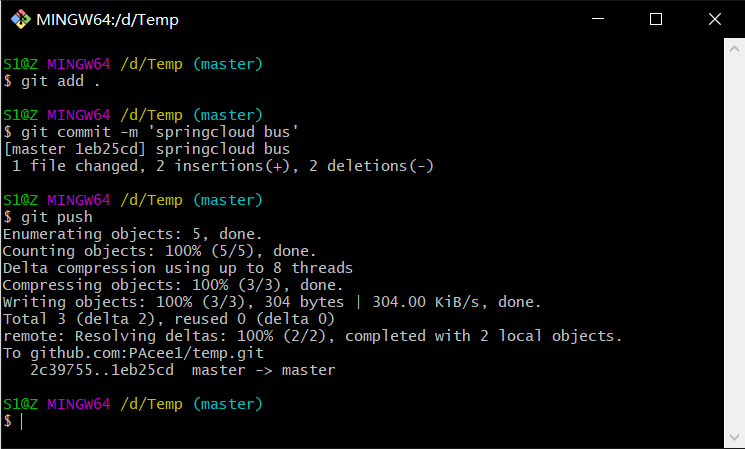 MINGW64:/d/Temp
S1@Z MINGW64 /d/Temp (master)
$ git add .
S1@Z MINGW64 /d/Temp (master)
$ git commit -m 'springcloud bus'
[master 1eb25cd] springcloud bus
 1 file changed, 2 insertions(+), 2 deletions(-)
S1@Z MINGW64 /d/Temp (master)
$ git push
Enumerating objects: 5, done.
Counting objects: 100% (5/5), done.
Delta compression using up to 8 threads
Compressing objects: 100% (3/3), done.
Writing objects: 100% (3/3), 304 bytes | 304.00 KiB/s, done.
Total 3 (delta 2), reused 0 (delta 0)
remote: Resolving deltas: 100% (2/2), completed with 2 local objects.
To github.com:PAcee1/temp.git
   2c39755..1eb25cd  master -> master
S1@Z MINGW64 /d/Temp (master)
$